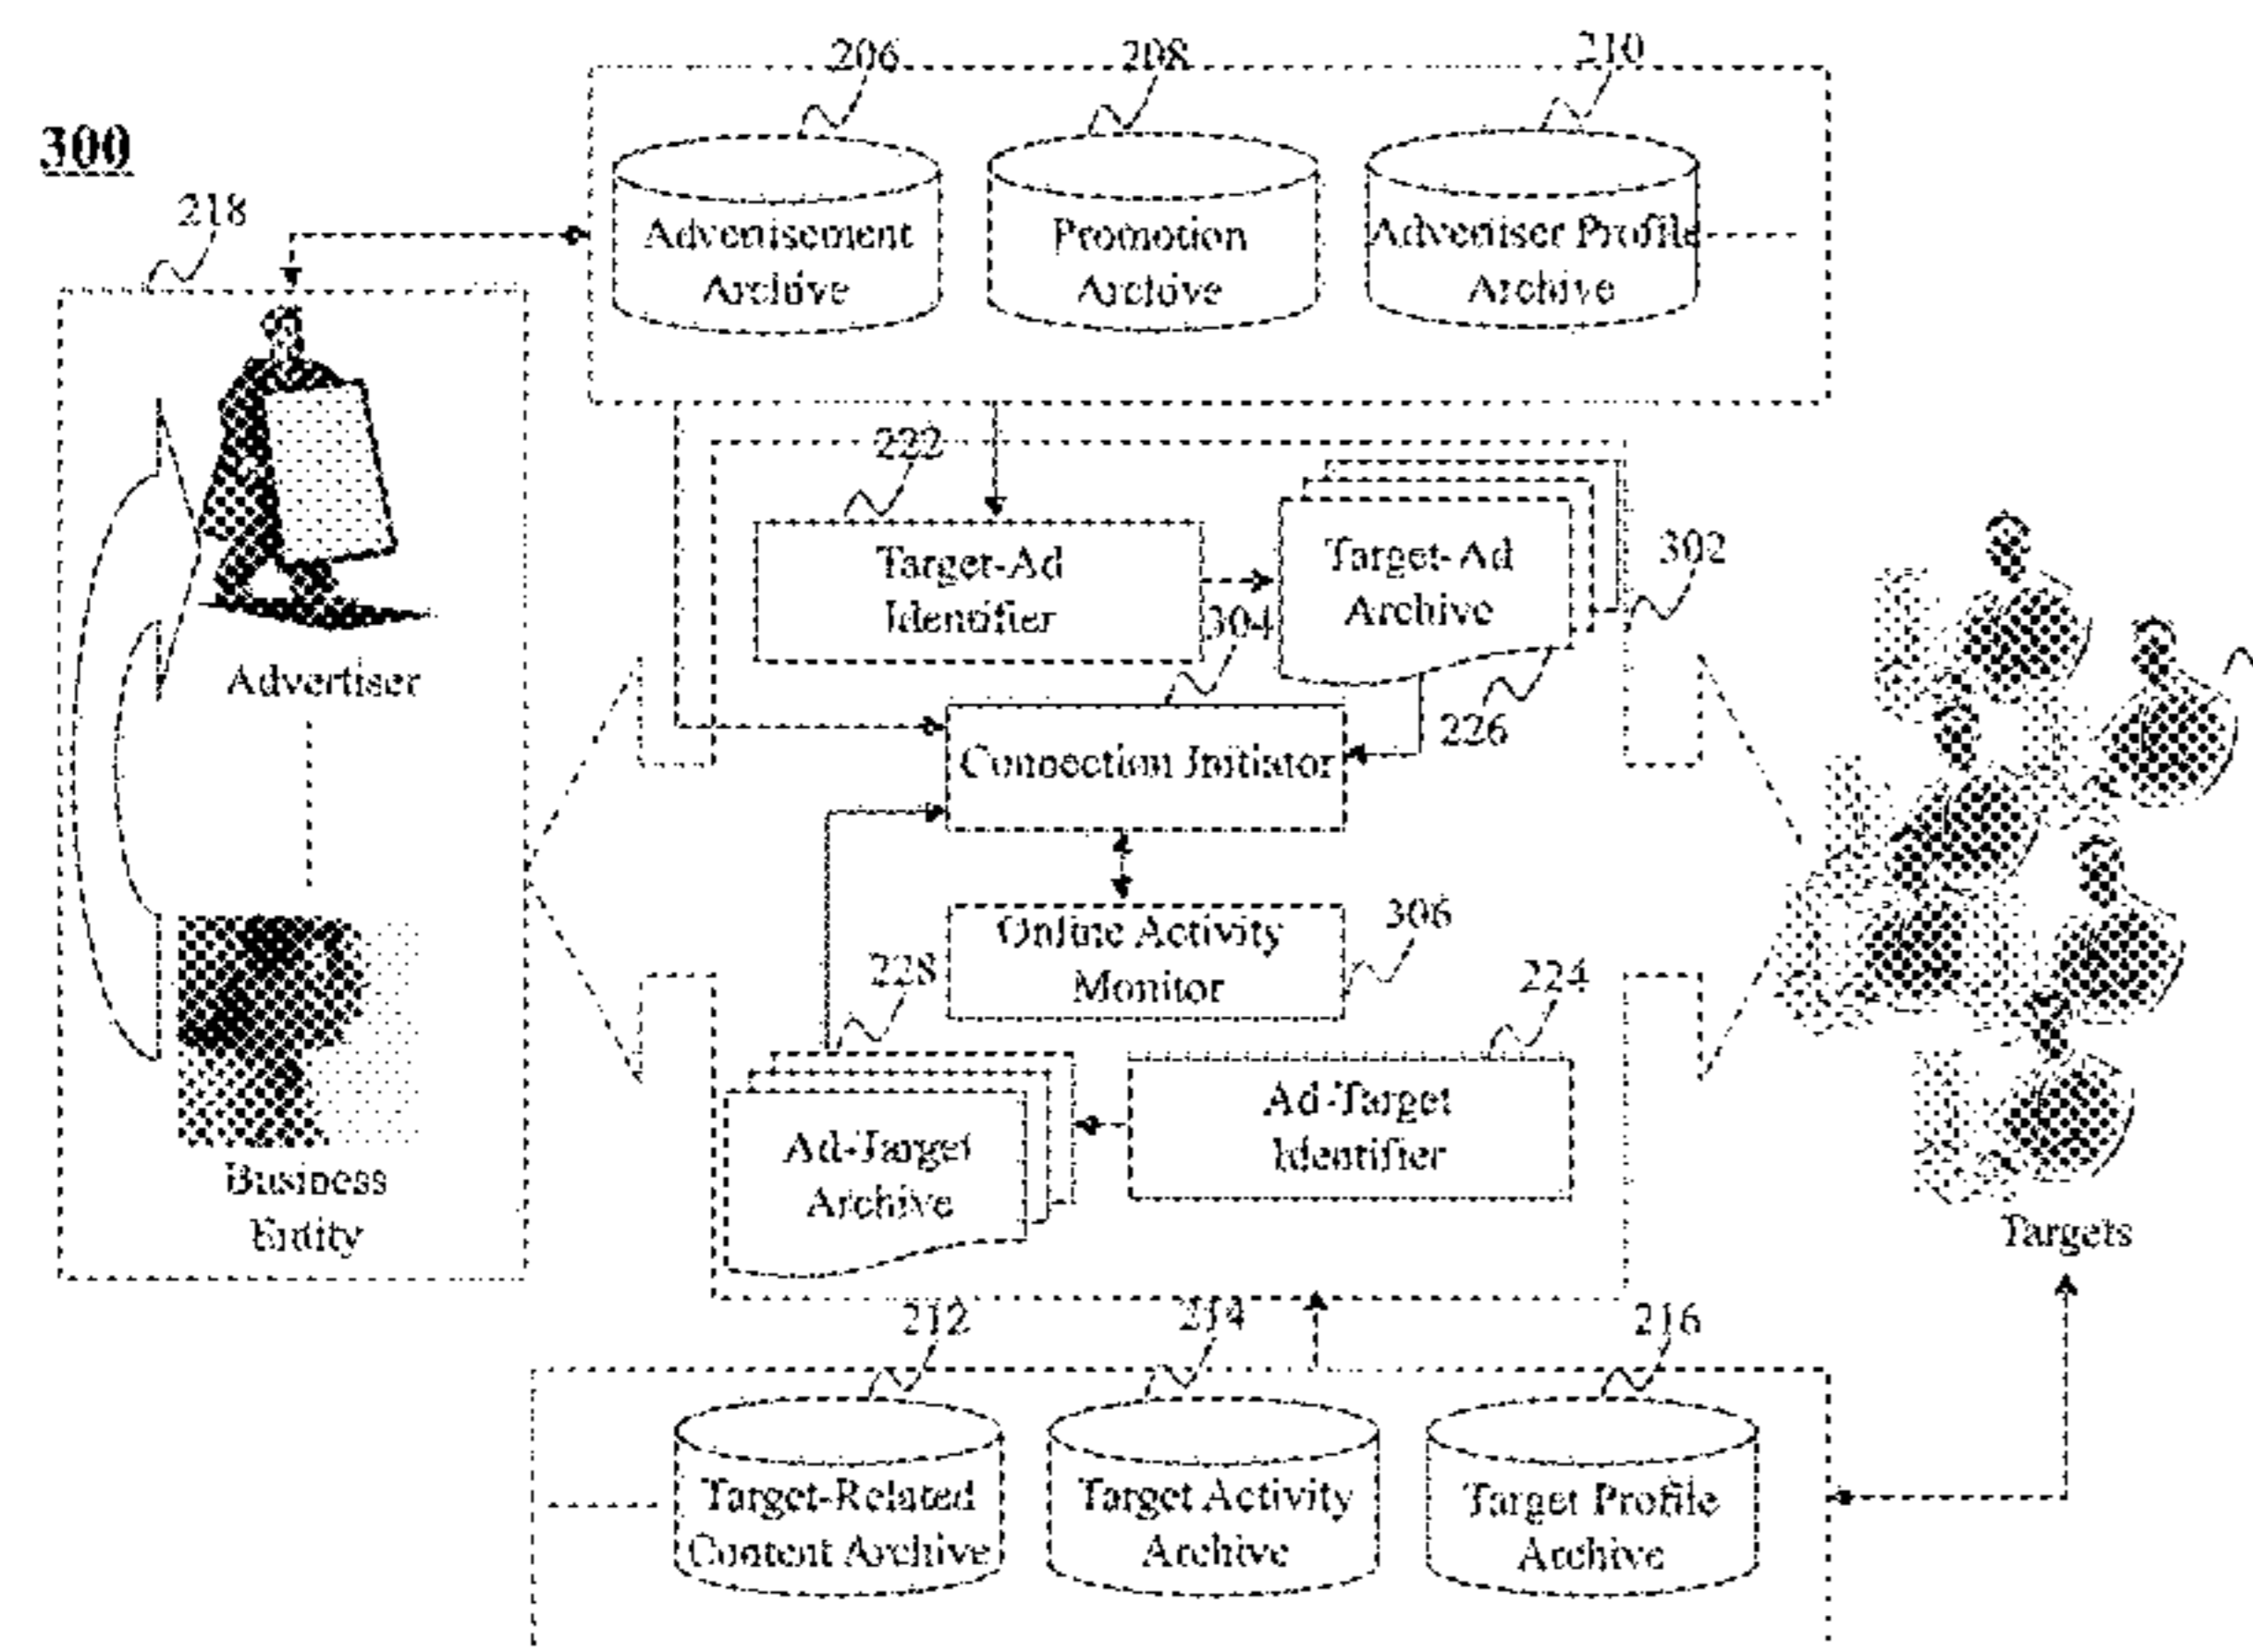 206
208
210
300
218
Advertisement
Archive
Promotion
Archive
Advertiser Profile
Archive
222
Target-Ad
Identifier
Target-Ad
Archive
302
304
Advertiser
226
Connection Initiator
Online Activity
Monitor
306
228
224
Ad-Target
Identifier
Ad-Target
Archive
Business
Entity
Targets
212
214
216
Target-Related
Content Archive
Target Activity
Archive
Target Profile
Archive